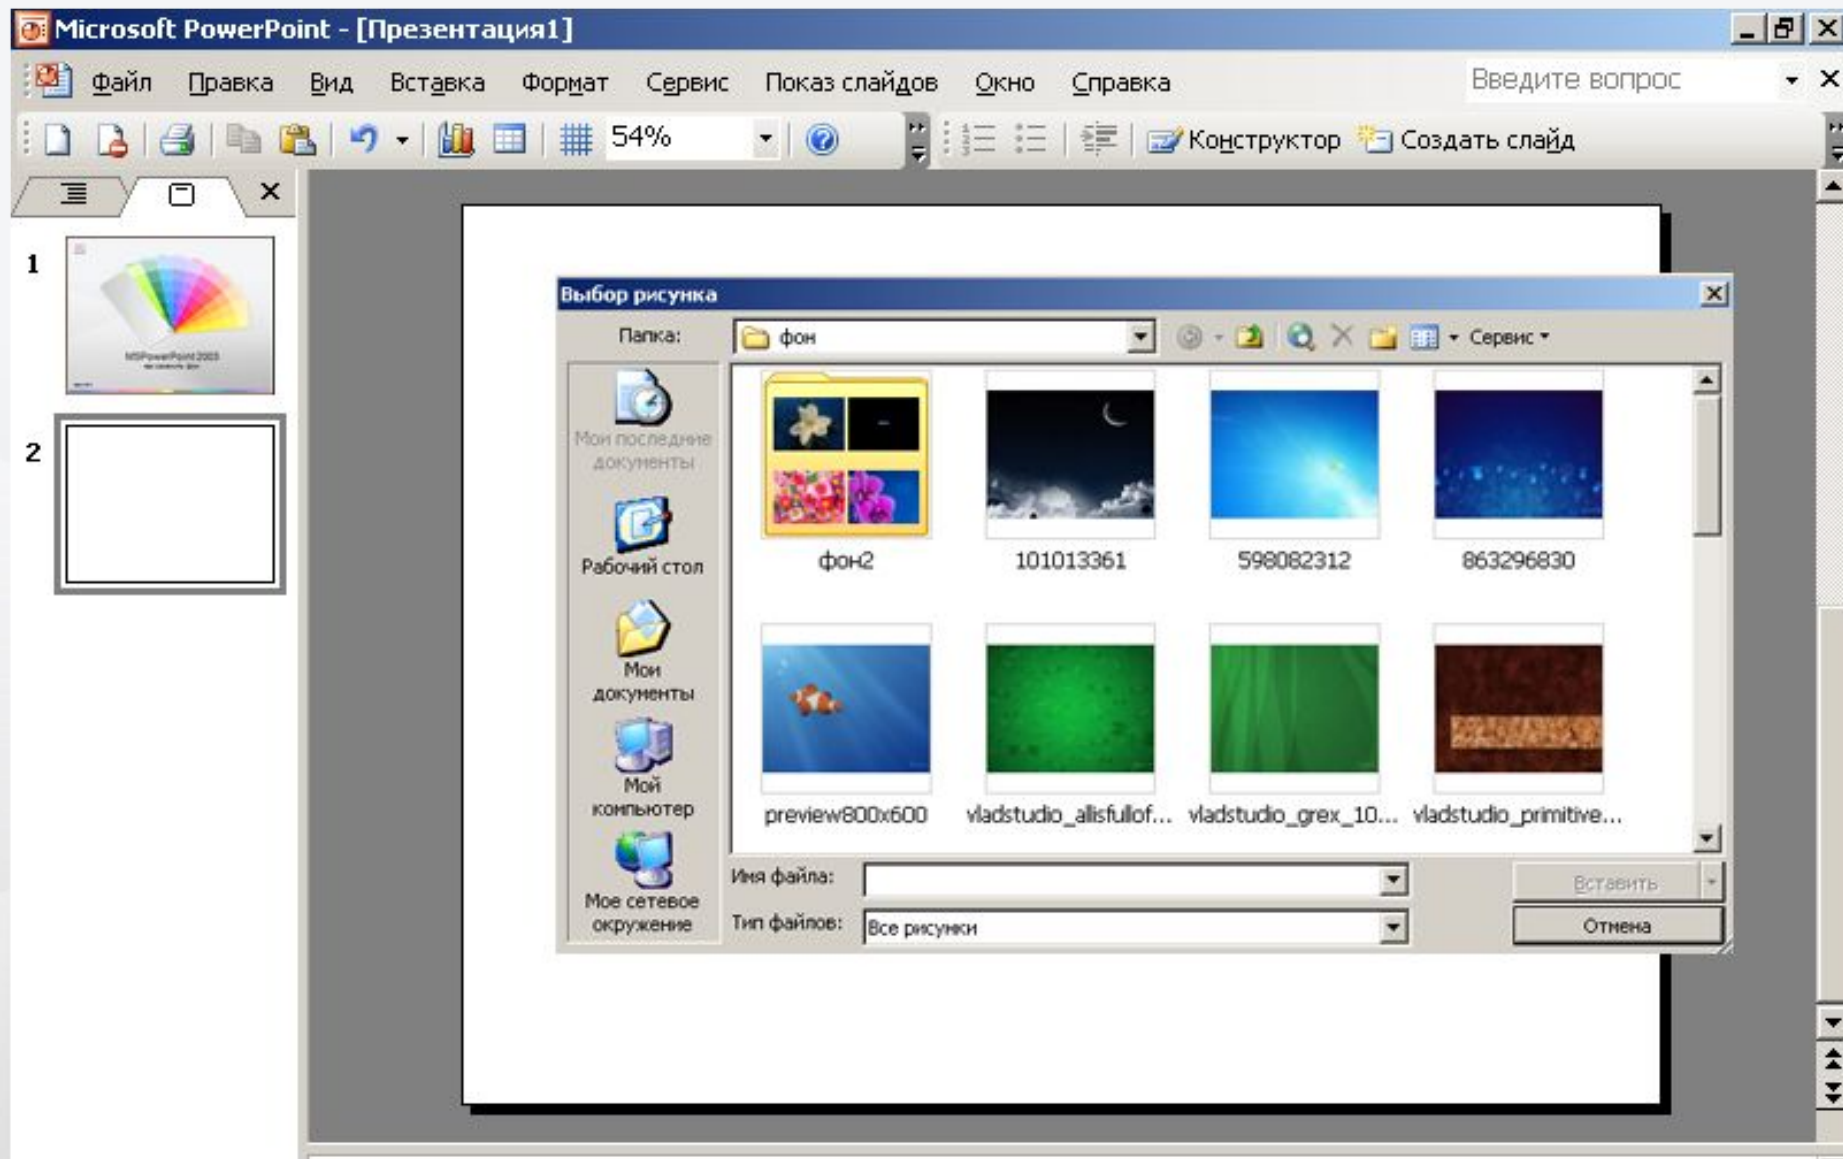 Microsoft PowerPoint - [Презентация1]
Файл Правка Вид Вставка Формат Сервис Показ слайдов Окно Справка Введите вопрос
54% Конструктор Создать слайд
1
MSPowerPoint 2003
2
Выбор рисунка
Папка: фон Сервис
Мои последние документы
Рабочий стол
Мои документы
Мой компьютер
Мое сетевое окружение
фон2 101013361 598082312 863296830
preview800x600 vladstudio_allisfullof... vladstudio_grex_10... vladstudio_primitive...
Имя файла: Вставить
Тип файлов: Все рисунки Отмена